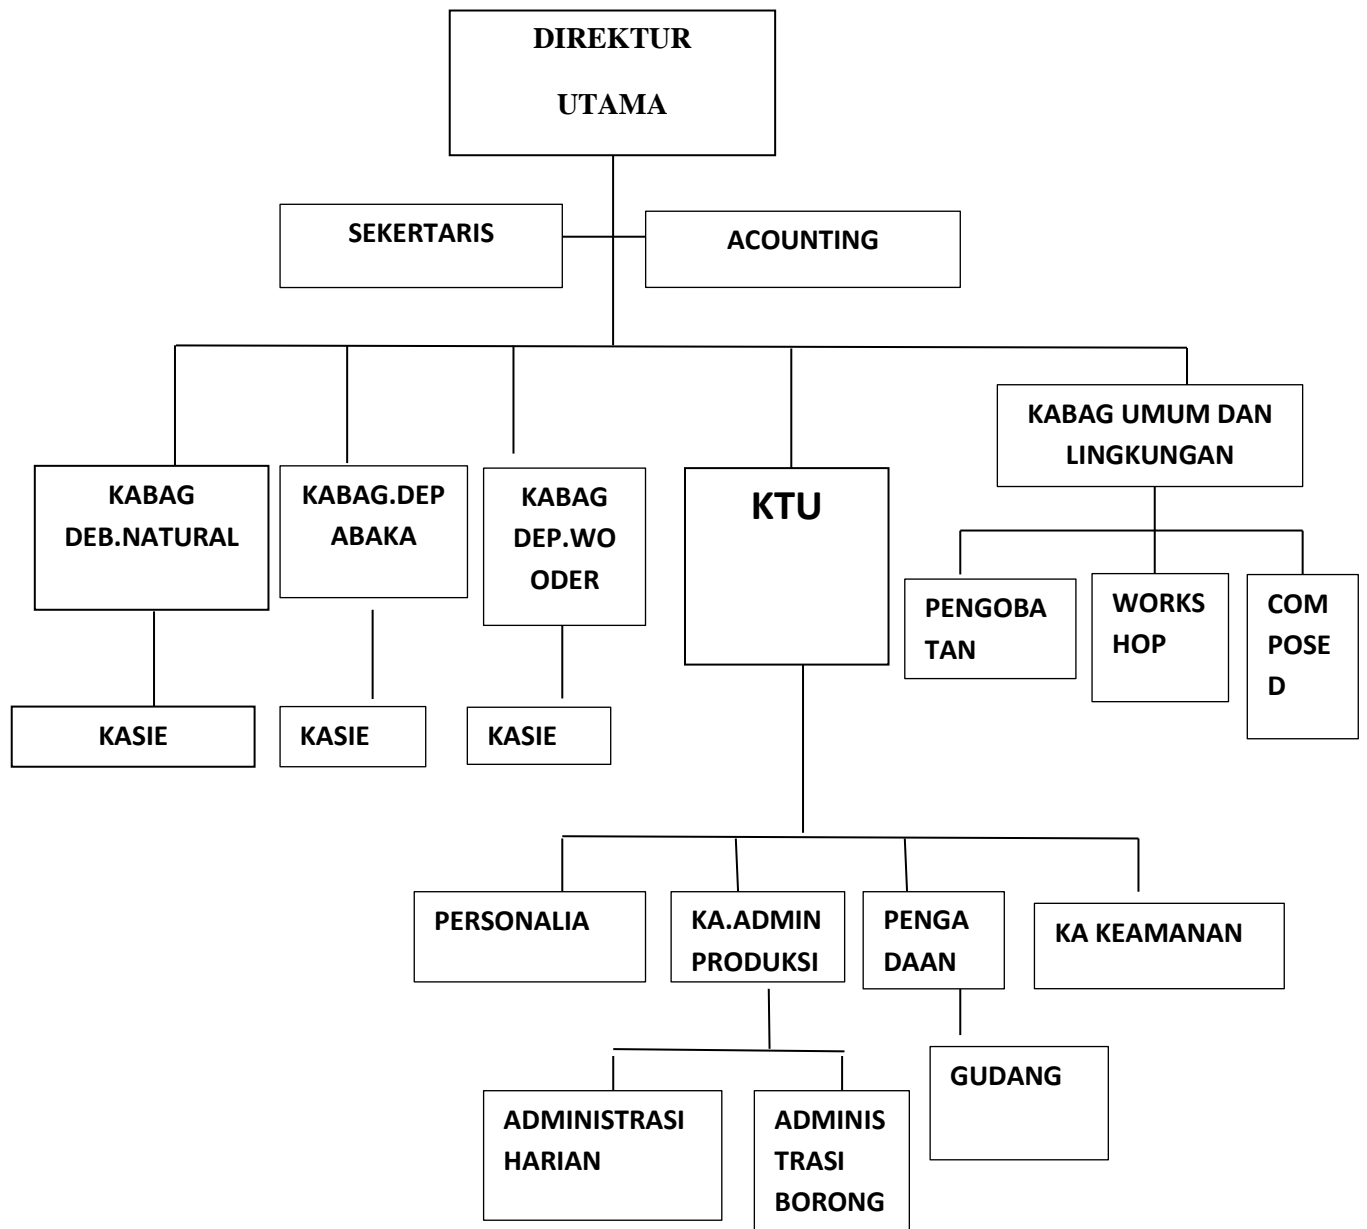 DIREKTUR
UTAMA
SEKERTARIS
ACOUNTING
KABAG UMUM DAN
LINGKUNGAN
KABAG
DEB.NATURAL
KABAG.DEP
ABAKA
KABAG
DEP.WO
ODER
KTU
PENGOBA
TAN
WORKS
HOP
COM
POSE
D
KASIE
KASIE
KASIE
PERSONALIA
KA.ADMIN
PRODUKSI
PENGA
DAAN
KA KEAMANAN
GUDANG
ADMINISTRASI
HARIAN
ADMINIS
TRASI
BORONG